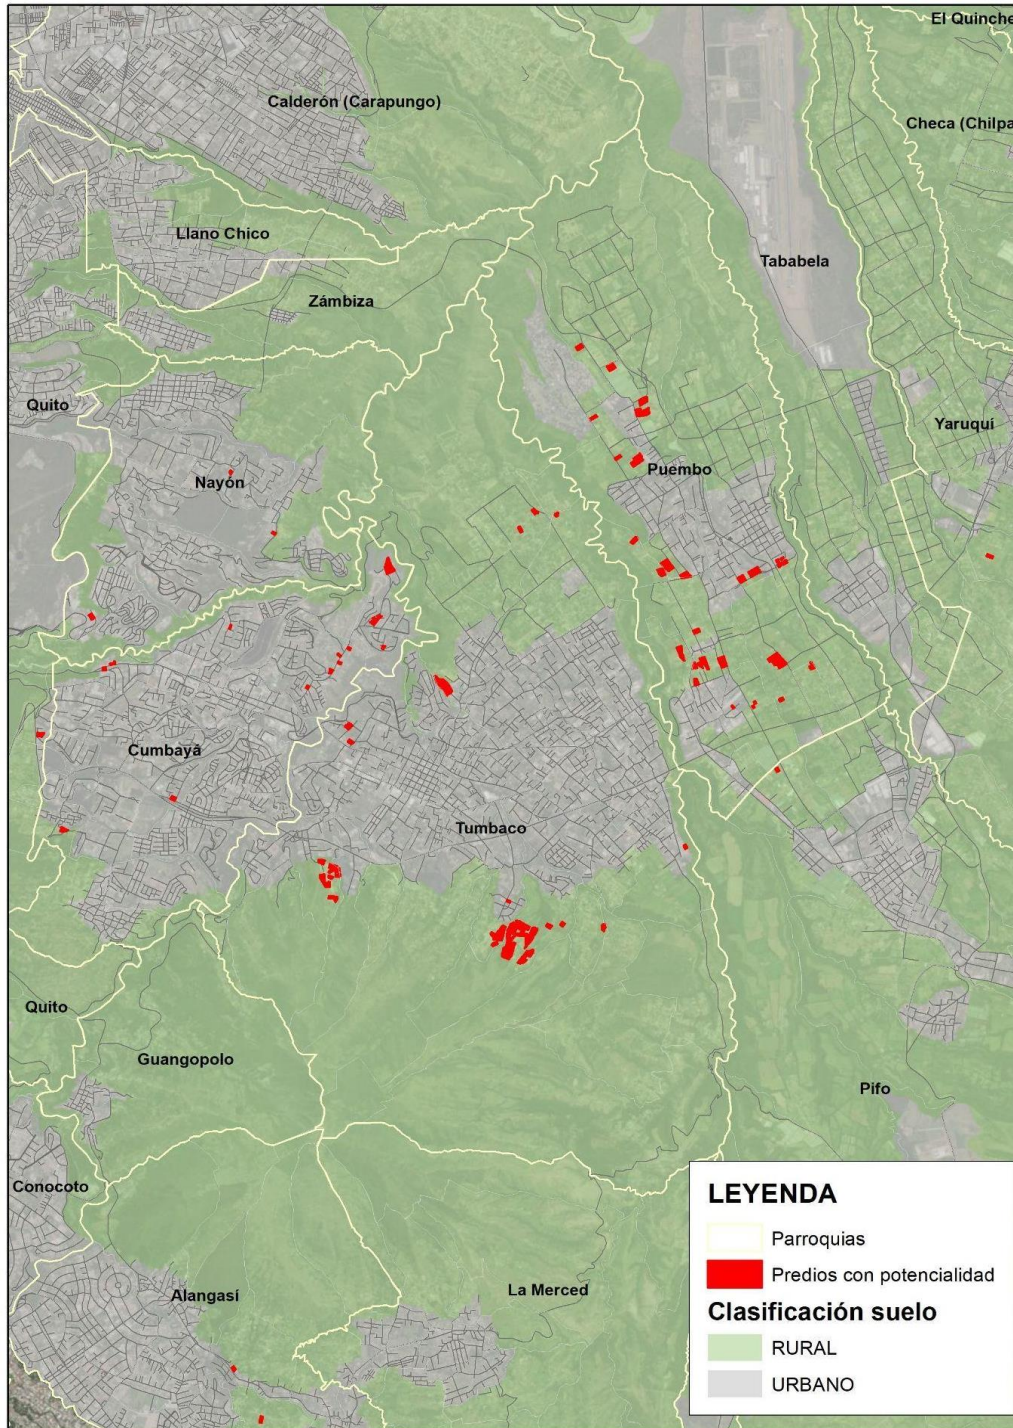 El Quinche
Calderón (Carapungo)
Checa (Chilpa
Llano Chico
Tababela
Zámbiza
Quito
Yaruquí
Puembo
Nayón
Cumbayá
Tumbaco
Quito
Guangopolo
Pifo
Conocoto
LEYENDA
Parroquias
Predios con potencialidad
La Merced
Alangasí
Clasificación suelo
RURAL
URBANO